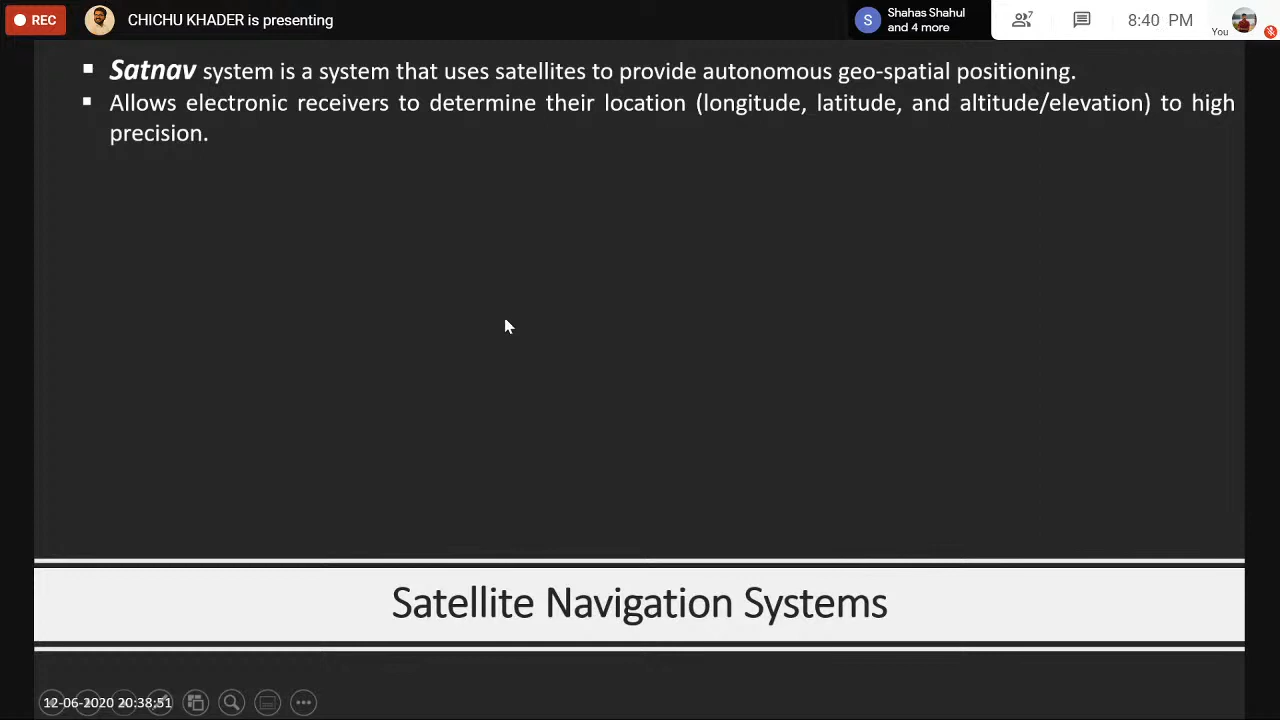 REC
CHICHU KHADER is presenting
S
Shahas Shahul
and 4 more
7
8:40 PM
You
▪ Satnav system is a system that uses satellites to provide autonomous geo-spatial positioning.
▪ Allows electronic receivers to determine their location (longitude, latitude, and altitude/elevation) to high
precision.
Satellite Navigation Systems
12-06-2020 20:38:51